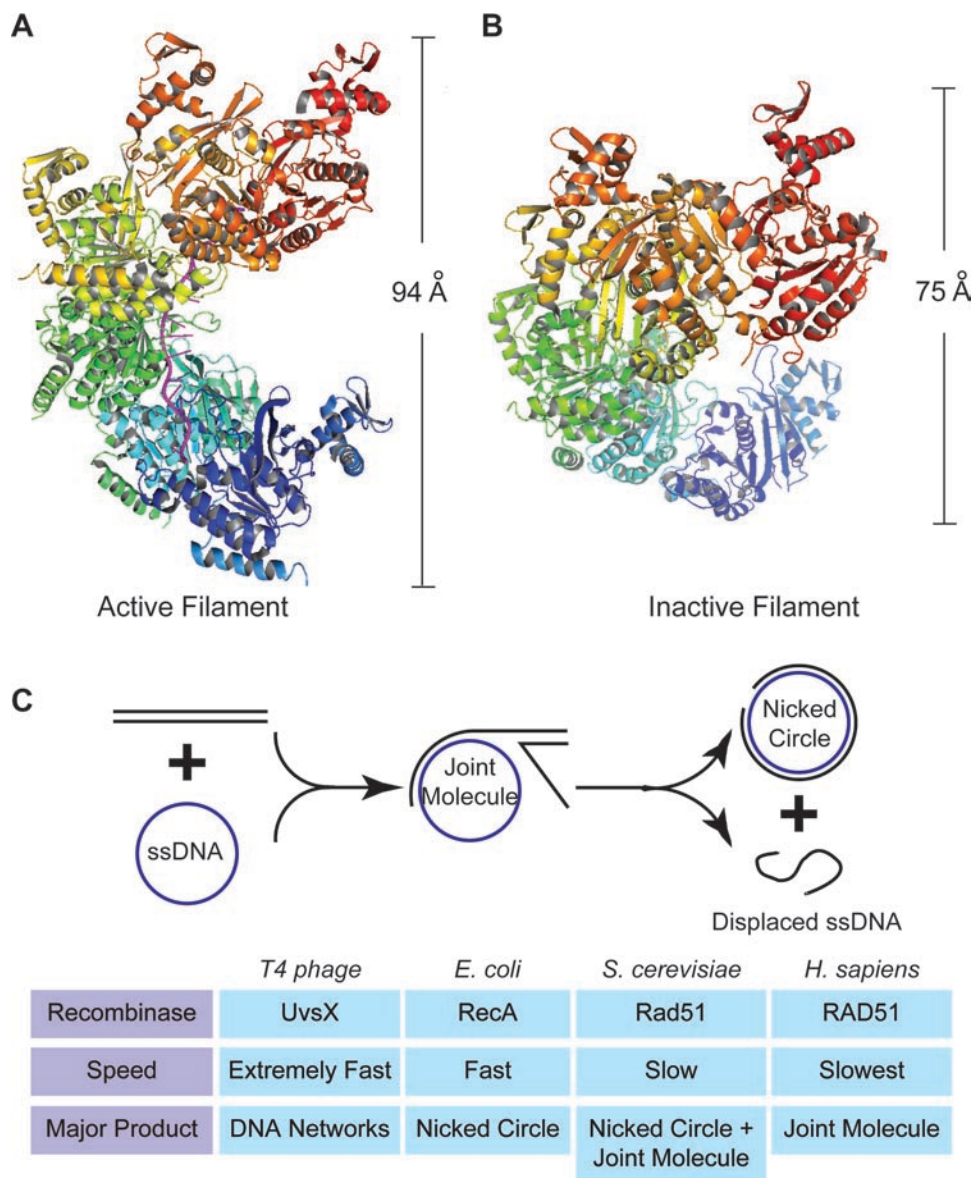 A
B
94 Å
75 Å
Active Filament
Inactive Filament
C
ssDNA
Joint
Molecule
Nicked
Circle
Displaced ssDNA
T4 phage E. coli S. cerevisiae H. sapiens
Recombinase UvsX RecA Rad51 RAD51
Speed Extremely Fast Fast Slow Slowest
Major Product DNA Networks Nicked Circle Nicked Circle + Joint Molecule
Joint Molecule